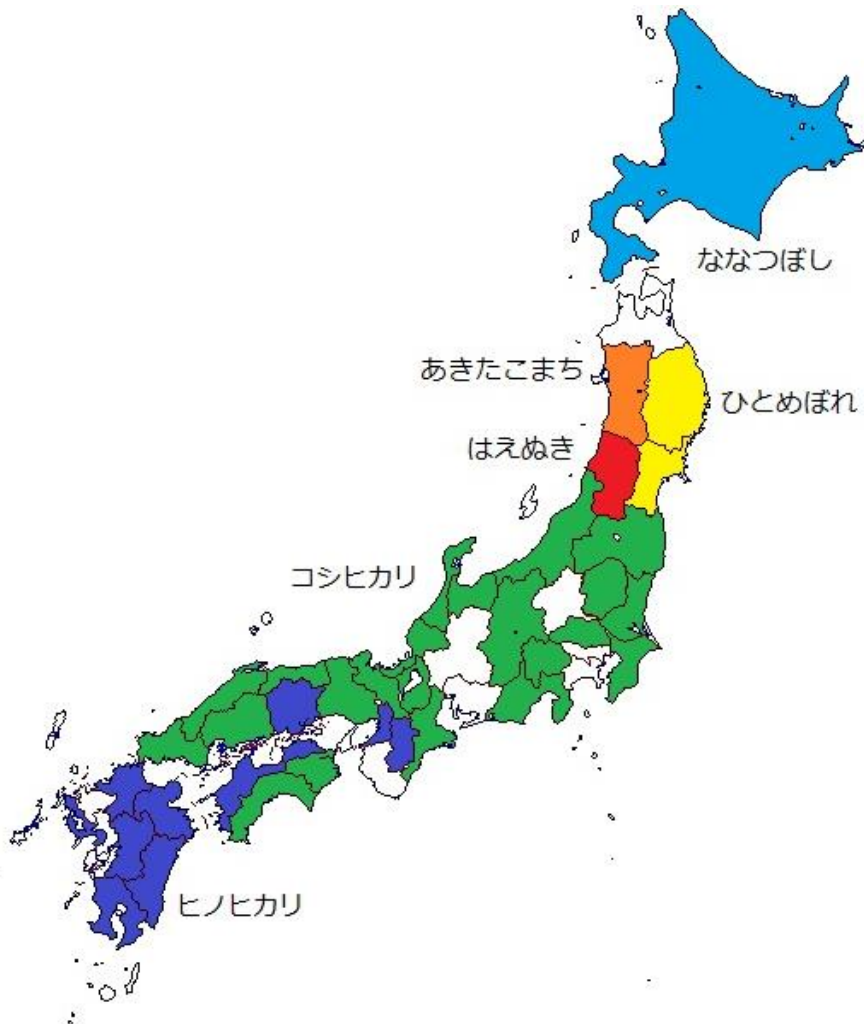 ななつぼし
あきたこまち
ひとめぼれ
はえぬき
コシヒカリ
ヒノヒカリ